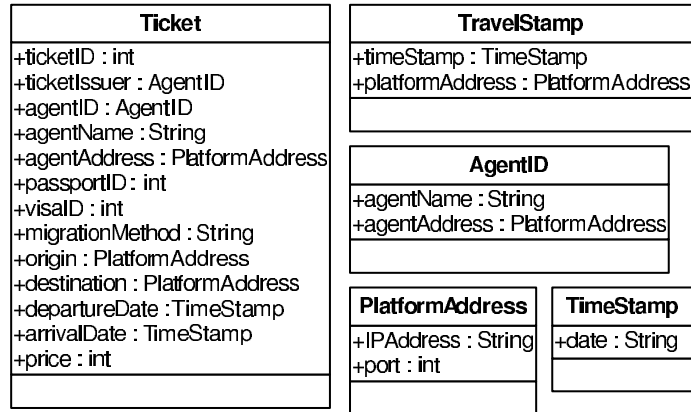 Ticket
+ticketID : int
+ticketIssuer : AgentID
+agentID : AgentID
+agentName : String
+agentAddress : PlatformAddress
+passportID : int
+visaID : int
+migrationMethod : String
+origin : PlatformAddress
+destination : PlatformAddress
+departureDate :TimeStamp
+arrivalDate : TimeStamp
+price : int
TravelStamp
+timeStamp : TimeStamp
+platformAddress : PlatformAddress
AgentID
+agentName : String
+agentAddress : PlatformAddress
PlatformAddress
+IPAddress : String
+port : int
TimeStamp
+date : String